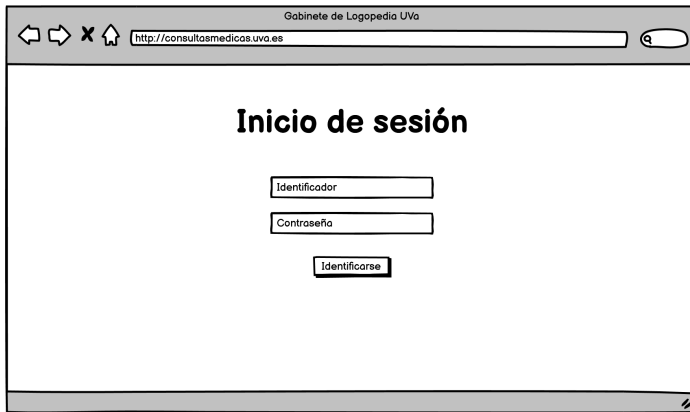 Gabinete de Logopedia UVa
http://consultasmedicas.uva.es
Inicio de sesión
Identificador
Contraseña
Identificarse